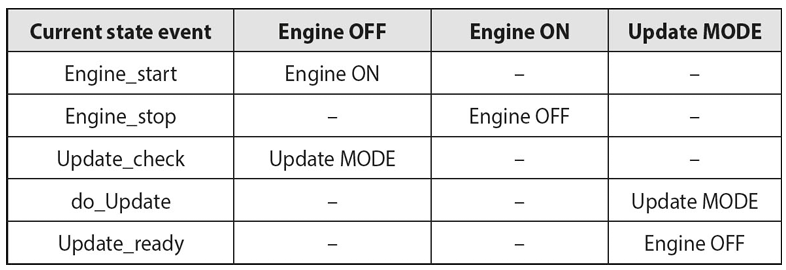 Current state event Engine OFF Engine ON Update MODE
Engine_start Engine ON – –
Engine_stop – Engine OFF –
Update_check Update MODE – –
do_Update – – Update MODE
Update_ready – – Engine OFF